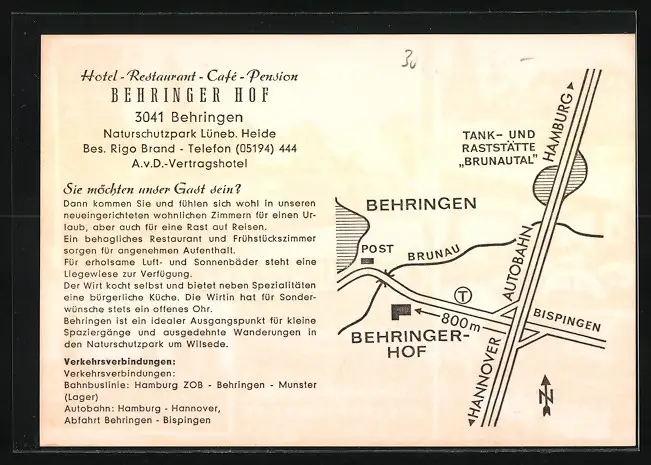 Hotel - Restaurant - Café - Pension
BEHRINGER HOF
3041 Behringen
Naturschutzpark Lüneb. Heide
Bes. Rigo Brand - Telefon (05194) 444
A.v.D.-Vertragshotel
Sie möchten unser Gast sein?
Dann kommen Sie und fühlen sich wohl in unseren
neueingerichteten wohnlichen Zimmern für einen Ur-
laub, aber auch für eine Rast auf Reisen.
Ein behagliches Restaurant und Frühstückszimmer
sorgen für angenehmen Aufenthalt.
Für erholsame Luft- und Sonnenbäder steht eine
Liegewiese zur Verfügung.
Der Wirt kocht selbst und bietet neben Spezialitäten
eine bürgerliche Küche. Die Wirtin hat für Sonder-
wünsche stets ein offenes Ohr.
Behringen ist ein idealer Ausgangspunkt für kleine
Spaziergänge und ausgedehnte Wanderungen in
den Naturschutzpark um Wilsede.
Verkehrsverbindungen:
Verkehrsverbindungen:
Bahnbuslinie: Hamburg ZOB - Behringen - Munster
(Lager)
Autobahn: Hamburg - Hannover,
Abfahrt Behringen - Bispingen
HAMBURG
TANK- UND
RASTSTÄTTE
„BRUNAUTAL"
BEHRINGEN
POST
BRUNAU
AUTOBAHN
T
800m
BISPINGEN
BEHRINGER-
HOF
HANNOVER
N